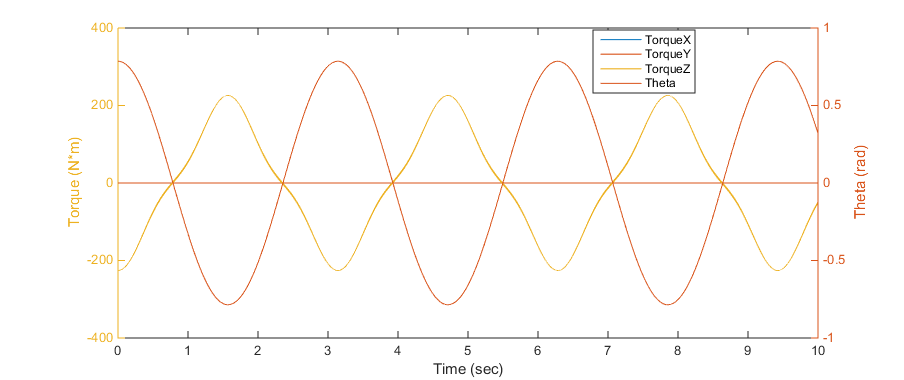 400
200
0
-200
-400
Torque (N*m)
TorqueX
TorqueY
TorqueZ
Theta
1
0.5
0
-0.5
-1
Theta (rad)
0 1 2 3 4 5 6 7 8 9 10
Time (sec)